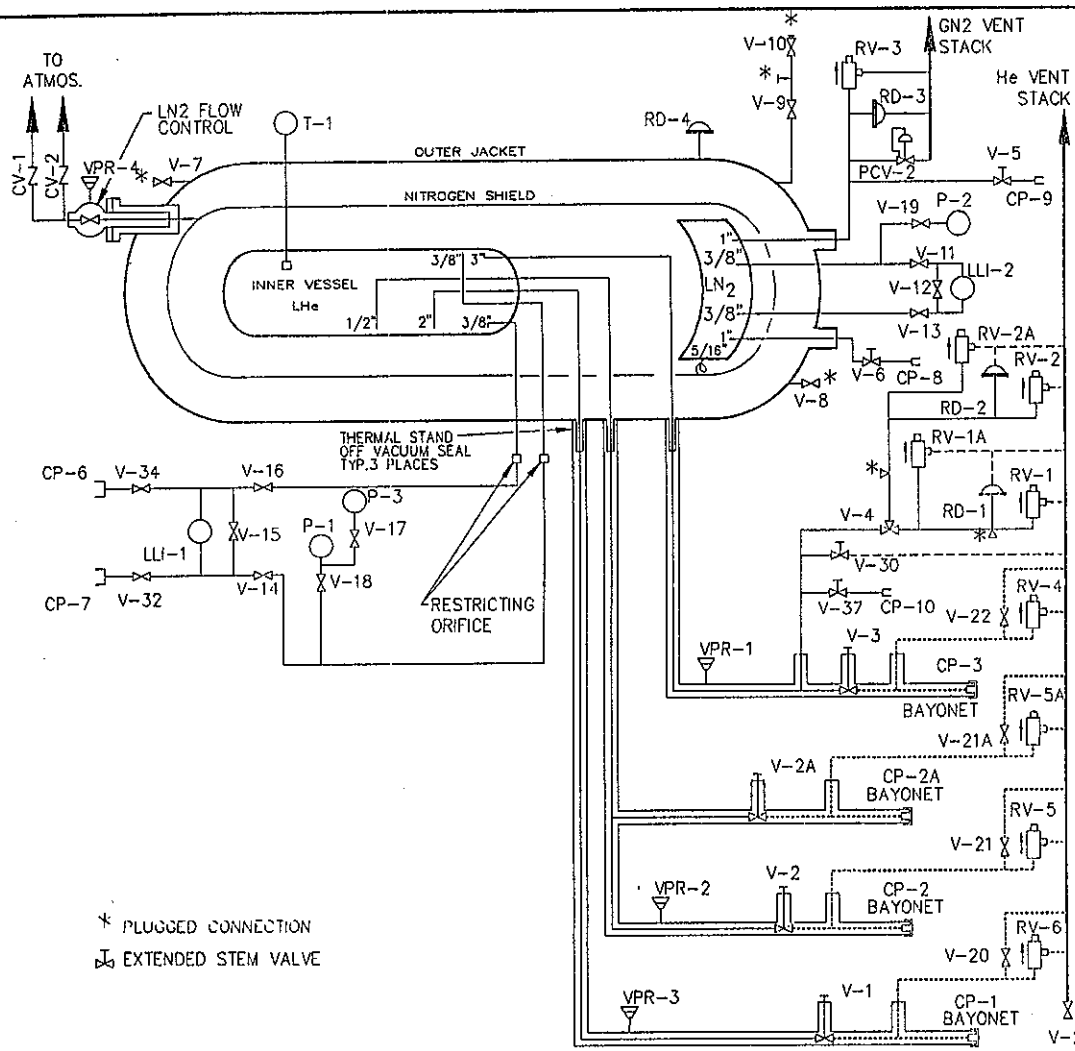 TO
ATMOS.
LN2 FLOW
CONTROL
CV-1
CV-2
VPR-4
* V-7
T-1
RD-4
OUTER JACKET
NITROGEN SHIELD
INNER VESSEL
LHe
3/8" 3"
1/2" 2" 3/8"
*
V-10
*
V-9
RV-3
GN2 VENT
STACK
RD-3
PCV-2
He VENT
STACK
V-5
CP-9
V-19 P-2
V-11
LLI-2
V-12
V-13
1"
3/8"
LN2
3/8"
1"
5/16"
V-6 CP-8
* V-8
RV-2A
RV-2
RD-2
RV-1A
RV-1
RD-1
*
V-4
*
V-30
V-37 CP-10
THERMAL STAND
OFF VACUUM SEAL
TYP.3 PLACES
CP-6 V-34 V-16
P-3
P-1
V-17
V-15
LLI-1
V-18
CP-7 V-32 V-14
RESTRICTING
ORIFICE
RV-4
V-22
VPR-1
V-3
CP-3
BAYONET
RV-5A
V-21A
V-2A
CP-2A
BAYONET
RV-5
V-21
VPR-2
V-2
CP-2
BAYONET
RV-6
V-20
VPR-3
V-1
CP-1
BAYONET
* PLUGGED CONNECTION
EXTENDED STEM VALVE